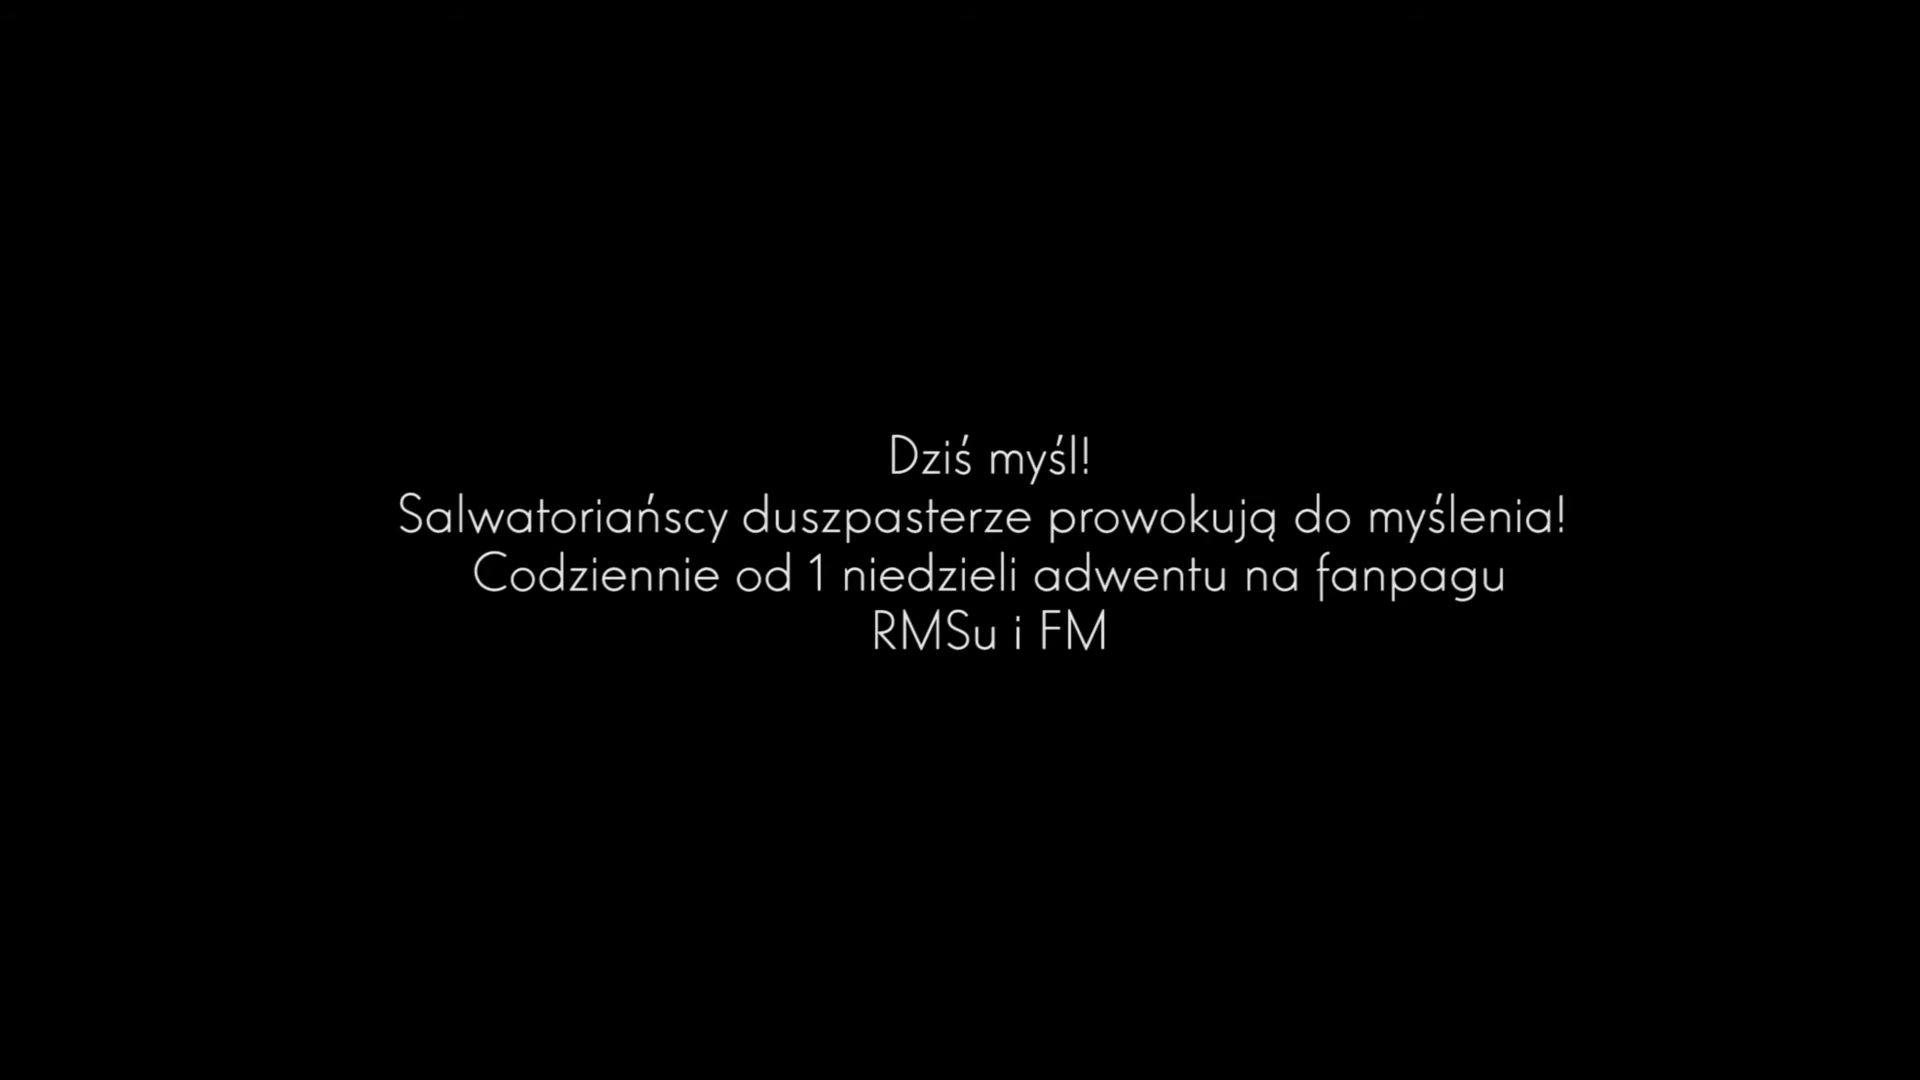 Dziś myśl!
Salwatoriańscy duszpasterze prowokują do myślenia!
Codziennie od 1 niedzieli adwentu na fanpagu
RMSu i FM